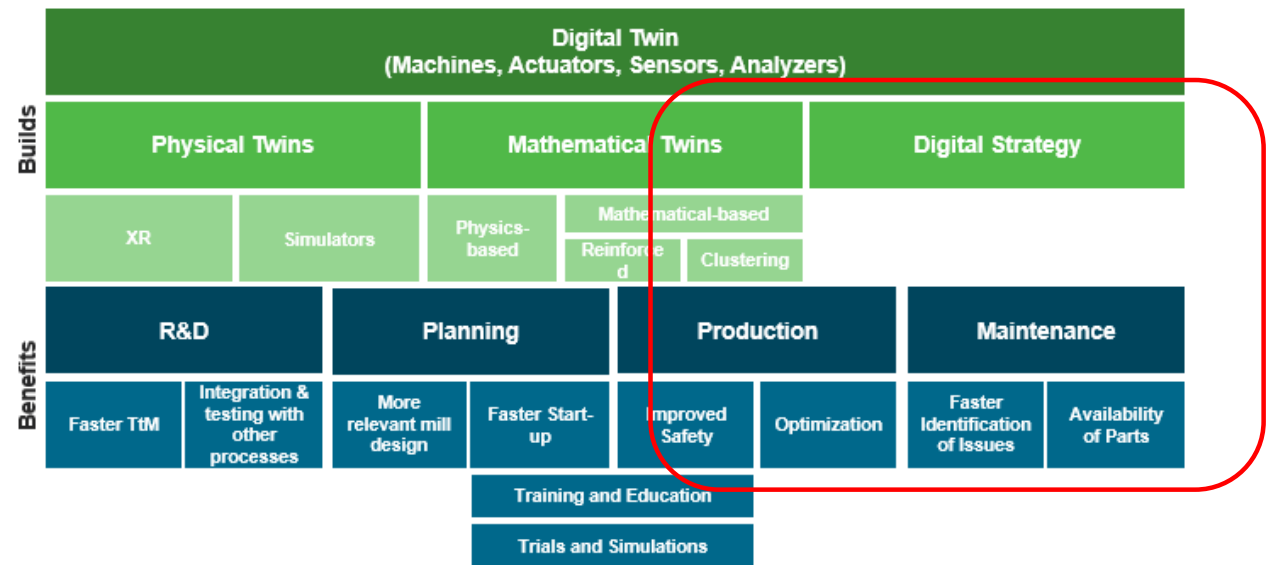 Digital Twin
(Machines, Actuators, Sensors, Analyzers)
Builds
Physical Twins
Mathematical Twins
Digital Strategy
XR
Simulators
Physics-
based
Mathematical-based
Reinforce
d
Clustering
Benefits
R&D
Planning
Production
Maintenance
Faster TtM
Integration &
testing with
other
processes
More
relevant mill
design
Faster Start-
up
Improved
Safety
Optimization
Faster
Identification
of Issues
Availability
of Parts
Training and Education
Trials and Simulations